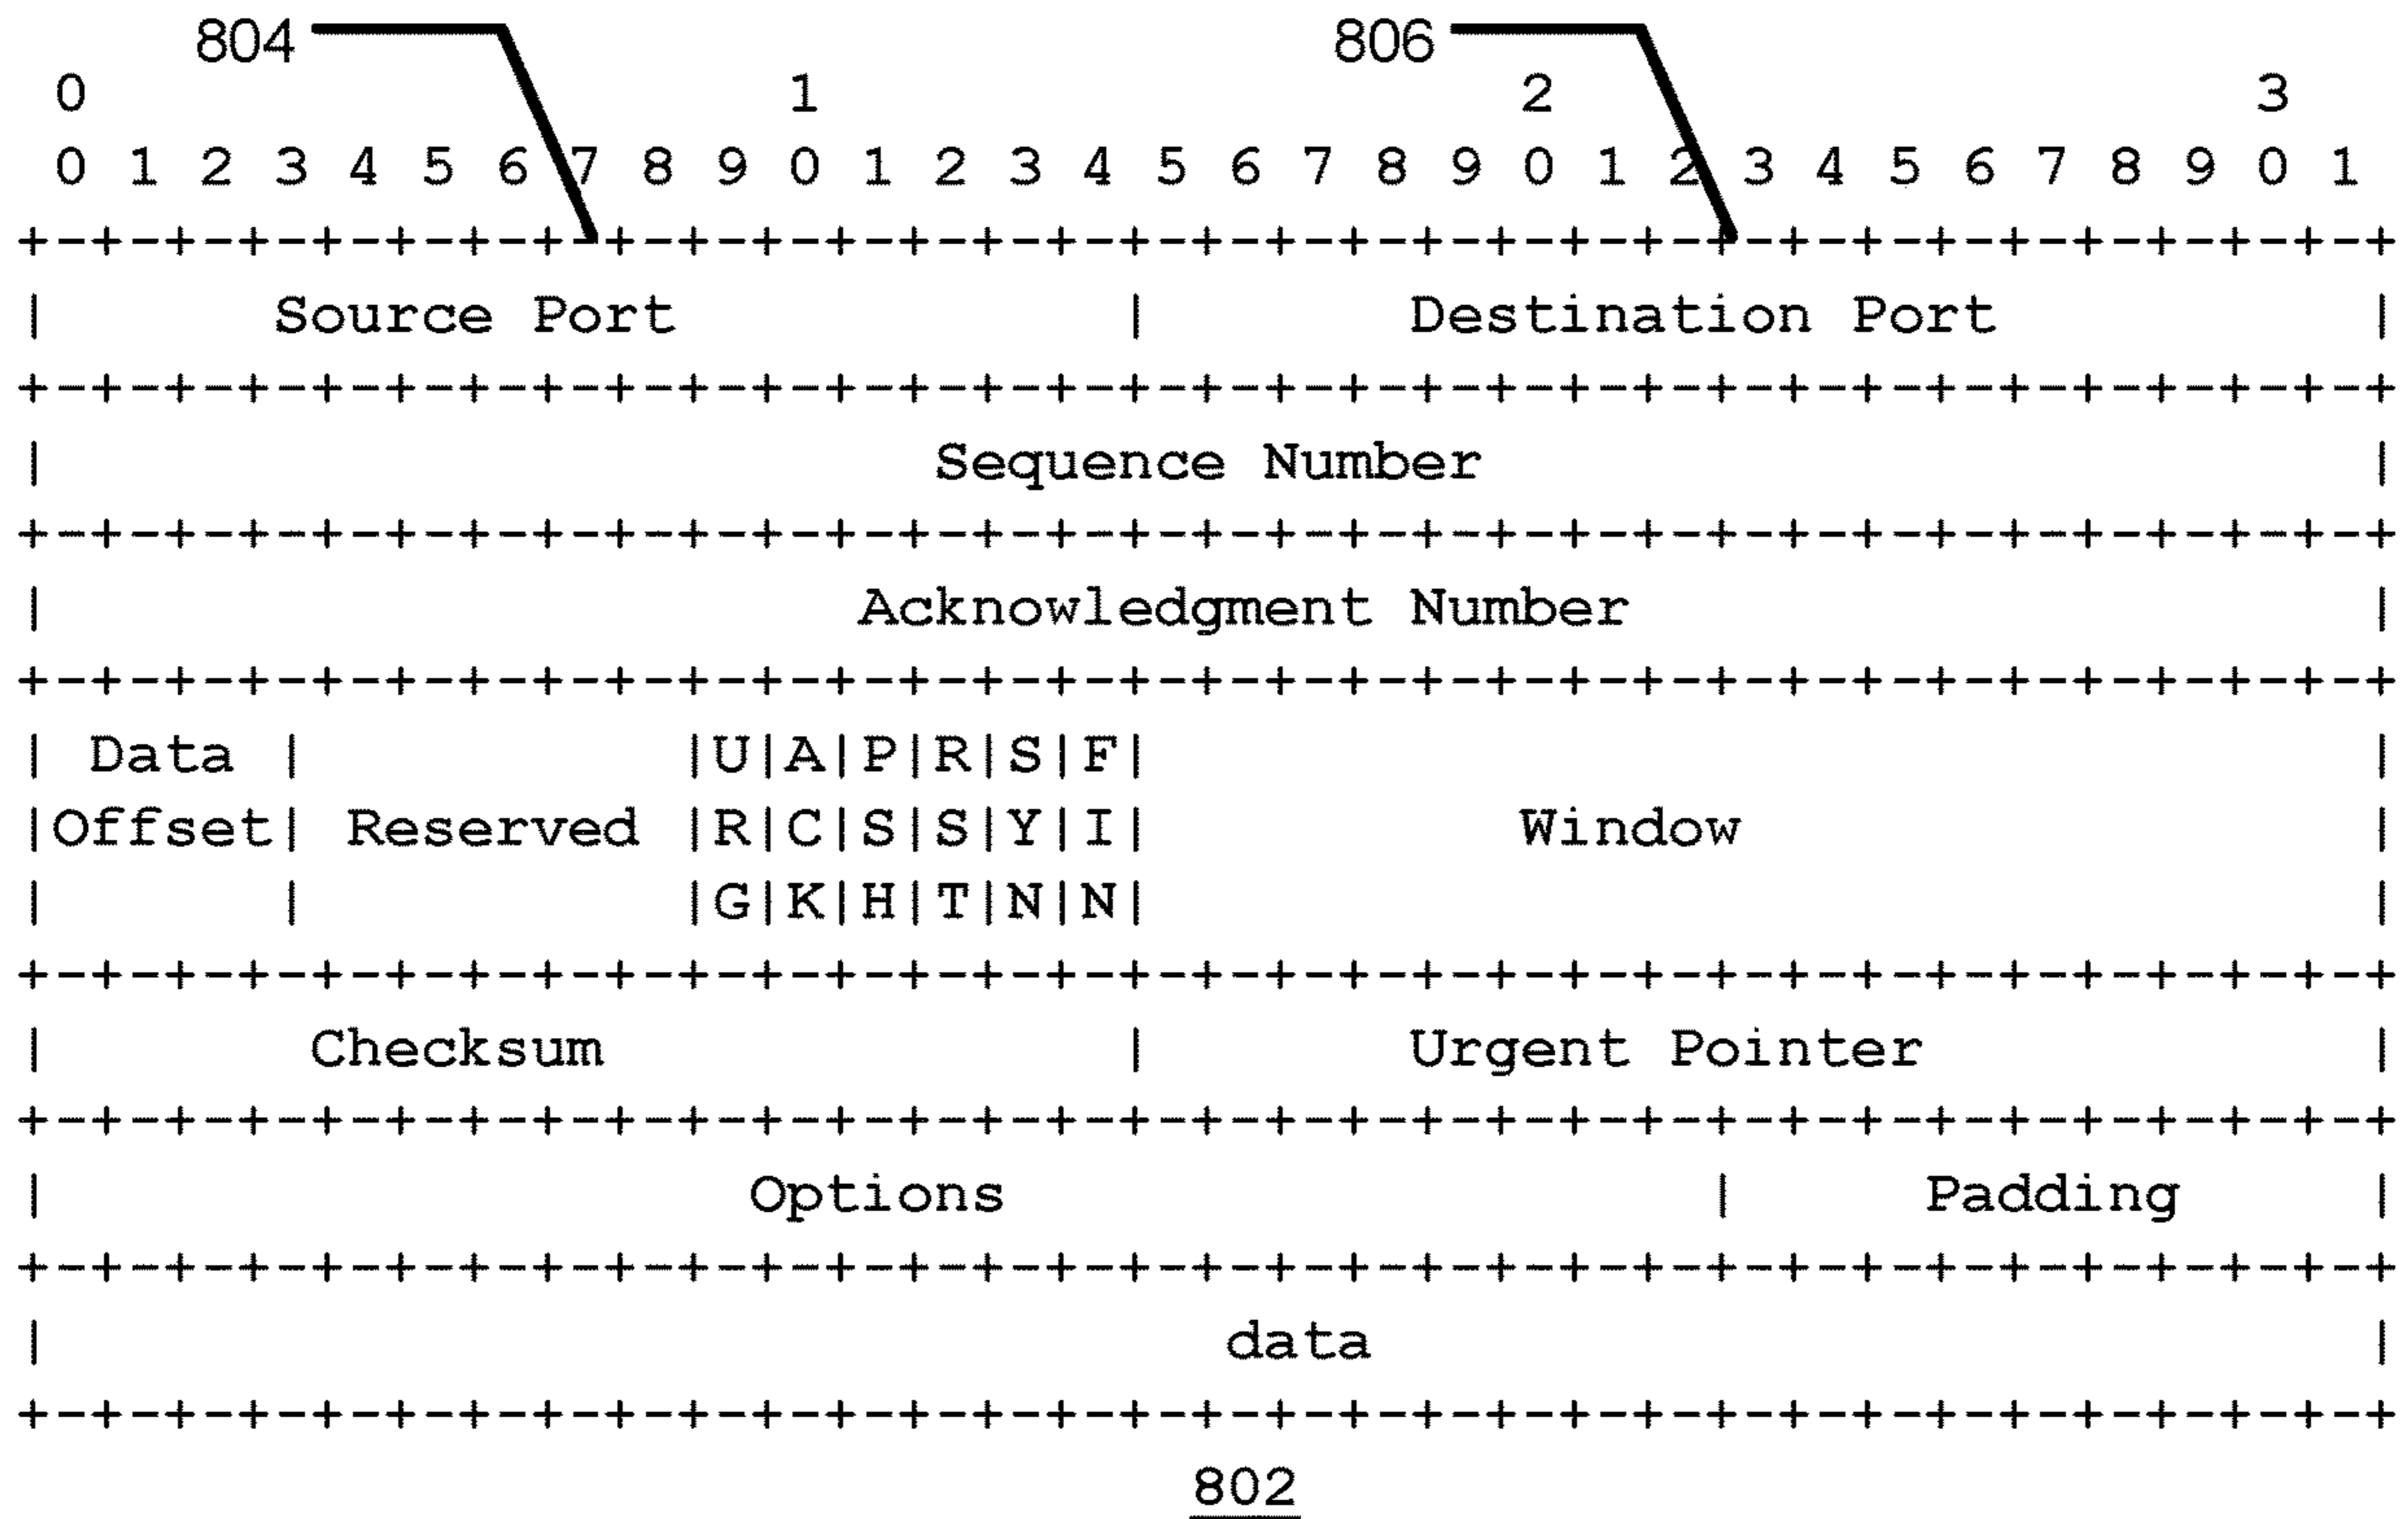 804 806
0                   1                   2                   3
0 1 2 3 4 5 6 7 8 9 0 1 2 3 4 5 6 7 8 9 0 1 2 3 4 5 6 7 8 9 0 1
+-+-+-+-+-+-+-+-+-+-+-+-+-+-+-+-+-+-+-+-+-+-+-+-+-+-+-+-+-+-+-+-+
| Source Port | Destination Port |
+-+-+-+-+-+-+-+-+-+-+-+-+-+-+-+-+-+-+-+-+-+-+-+-+-+-+-+-+-+-+-+-+
| Sequence Number |
+-+-+-+-+-+-+-+-+-+-+-+-+-+-+-+-+-+-+-+-+-+-+-+-+-+-+-+-+-+-+-+-+
| Acknowledgment Number |
+-+-+-+-+-+-+-+-+-+-+-+-+-+-+-+-+-+-+-+-+-+-+-+-+-+-+-+-+-+-+-+-+
| Data | |U|A|P|R|S|F| |
|Offset| Reserved |R|C|S|S|Y|I| Window |
| | |G|K|H|T|N|N| |
+-+-+-+-+-+-+-+-+-+-+-+-+-+-+-+-+-+-+-+-+-+-+-+-+-+-+-+-+-+-+-+-+
| Checksum | Urgent Pointer |
+-+-+-+-+-+-+-+-+-+-+-+-+-+-+-+-+-+-+-+-+-+-+-+-+-+-+-+-+-+-+-+-+
| Options | Padding |
+-+-+-+-+-+-+-+-+-+-+-+-+-+-+-+-+-+-+-+-+-+-+-+-+-+-+-+-+-+-+-+-+
| data |
+-+-+-+-+-+-+-+-+-+-+-+-+-+-+-+-+-+-+-+-+-+-+-+-+-+-+-+-+-+-+-+-+
802